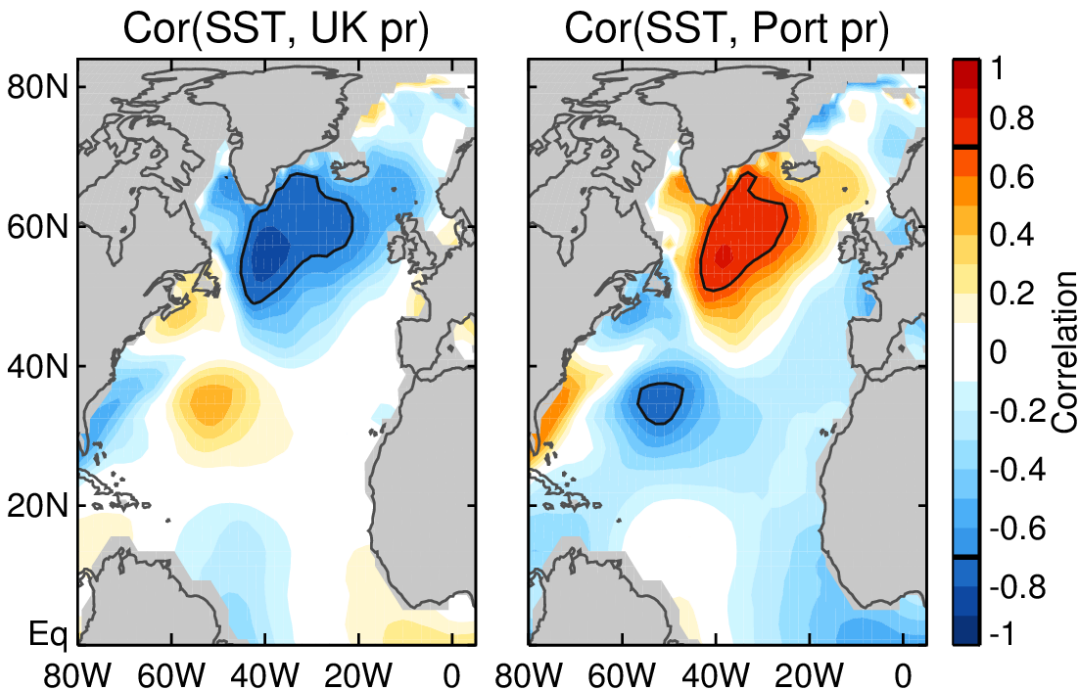 Cor(SST, UK pr)
Cor(SST, Port pr)
80N
60N
40N
20N
Eq
80W 60W 40W 20W 0
80W 60W 40W 20W 0
1
0.8
0.6
0.4
0.2
0
-0.2
-0.4
-0.6
-0.8
-1
Correlation